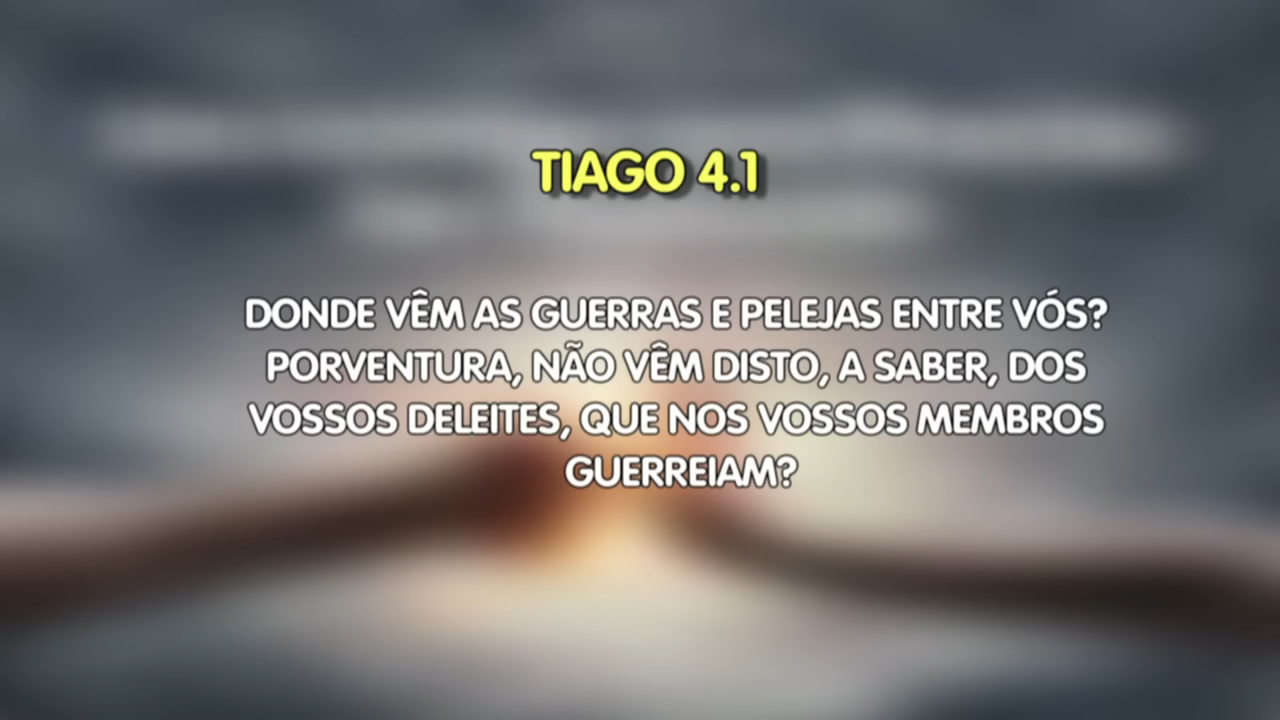 TIAGO 4.1
DONDE VÊM AS GUERRAS E PELEJAS ENTRE VÓS?
PORVENTURA, NÃO VÊM DISTO, A SABER, DOS
VOSSOS DELEITES, QUE NOS VOSSOS MEMBROS
GUERREIAM?